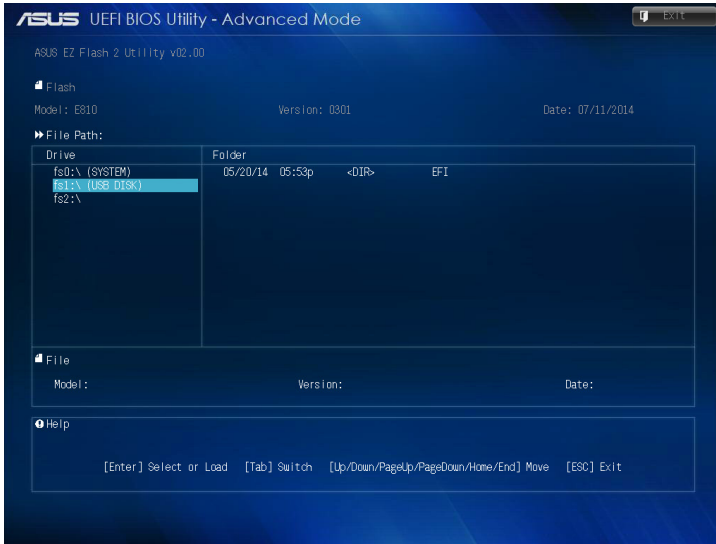 ASUS UEFI BIOS Utility - Advanced Mode
Exit
ASUS EZ Flash 2 Utility v02.00
Flash
Model: E810 Version: 0301 Date: 07/11/2014
File Path:
Drive Folder
fs0:\ (SYSTEM) 05/20/14 05:53p <DIR> EFI
fs1:\ (USB DISK)
fs2:\
File
Model: Version: Date:
Help
[Enter] Select or Load [Tab] Switch [Up/Down/PageUp/PageDown/Home/End] Move [ESC] Exit